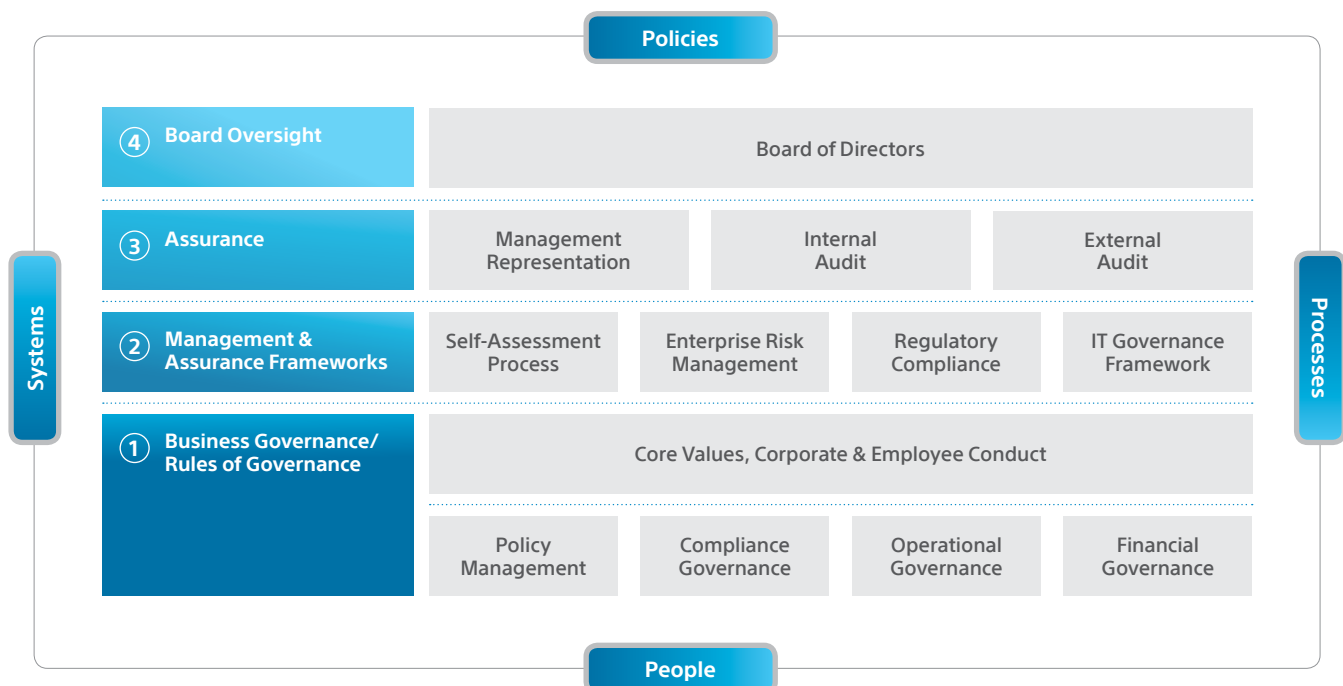 Policies
④ Board Oversight
Board of Directors
③ Assurance
Management
Representation
Internal
Audit
External
Audit
Systems
Processes
② Management &
Assurance Frameworks
Self-Assessment
Process
Enterprise Risk
Management
Regulatory
Compliance
IT Governance
Framework
① Business Governance/
Rules of Governance
Core Values, Corporate & Employee Conduct
Policy
Management
Compliance
Governance
Operational
Governance
Financial
Governance
People